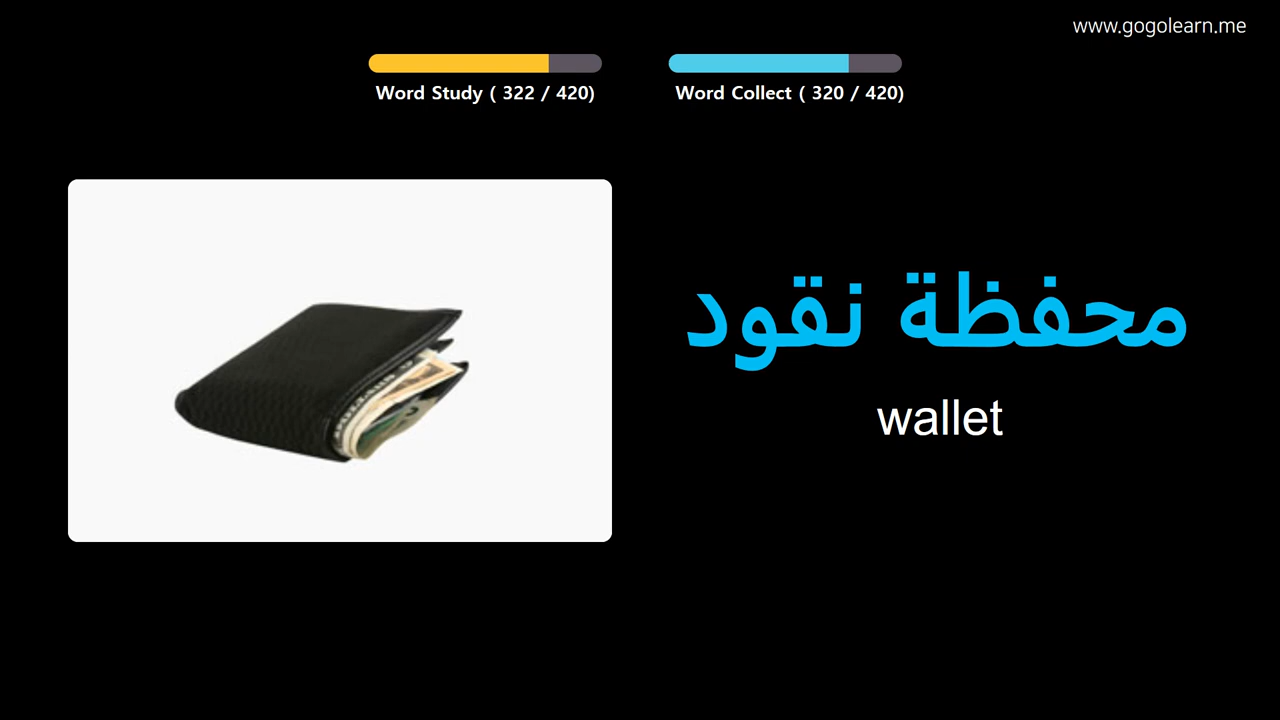 www.gogolearn.me
Word Study ( 322 / 420)
Word Collect ( 320 / 420)
محفظة نقود
wallet